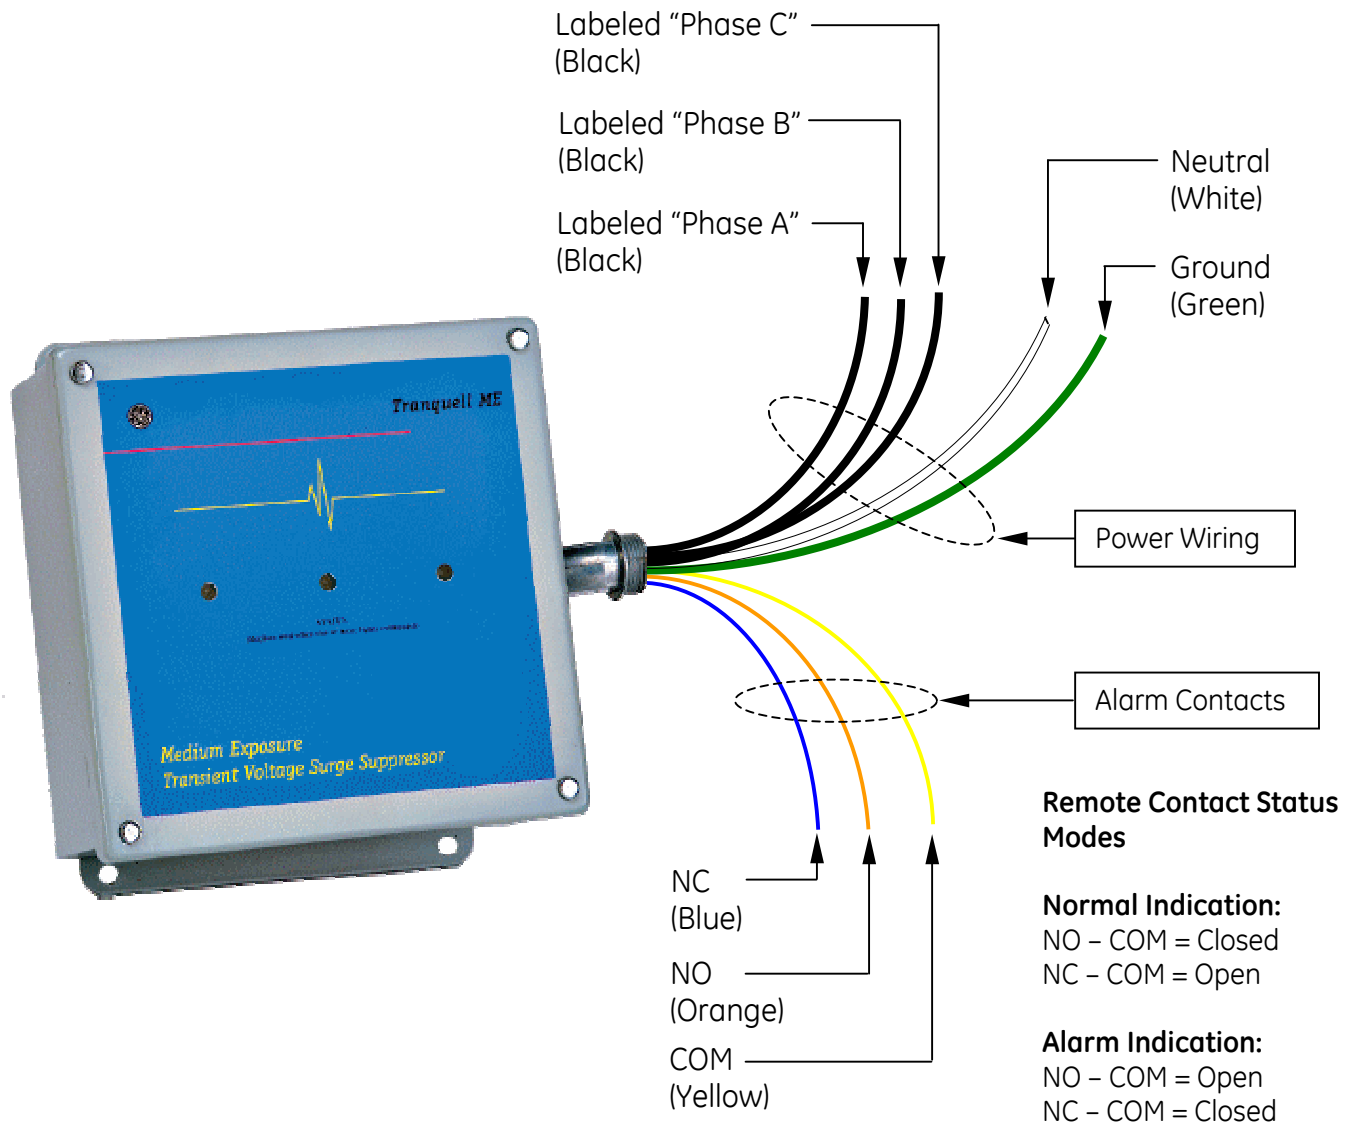 Labeled “Phase C”
(Black)
Labeled “Phase B”
(Black)
Labeled “Phase A”
(Black)
Neutral
(White)
Ground
(Green)
Tranquell ME
Power Wiring
Alarm Contacts
Medium Exposure
Transient Voltage Surge Suppressor
NC
(Blue)
NO
(Orange)
COM
(Yellow)
Remote Contact Status
Modes
Normal Indication:
NO – COM = Closed
NC – COM = Open
Alarm Indication:
NO – COM = Open
NC – COM = Closed